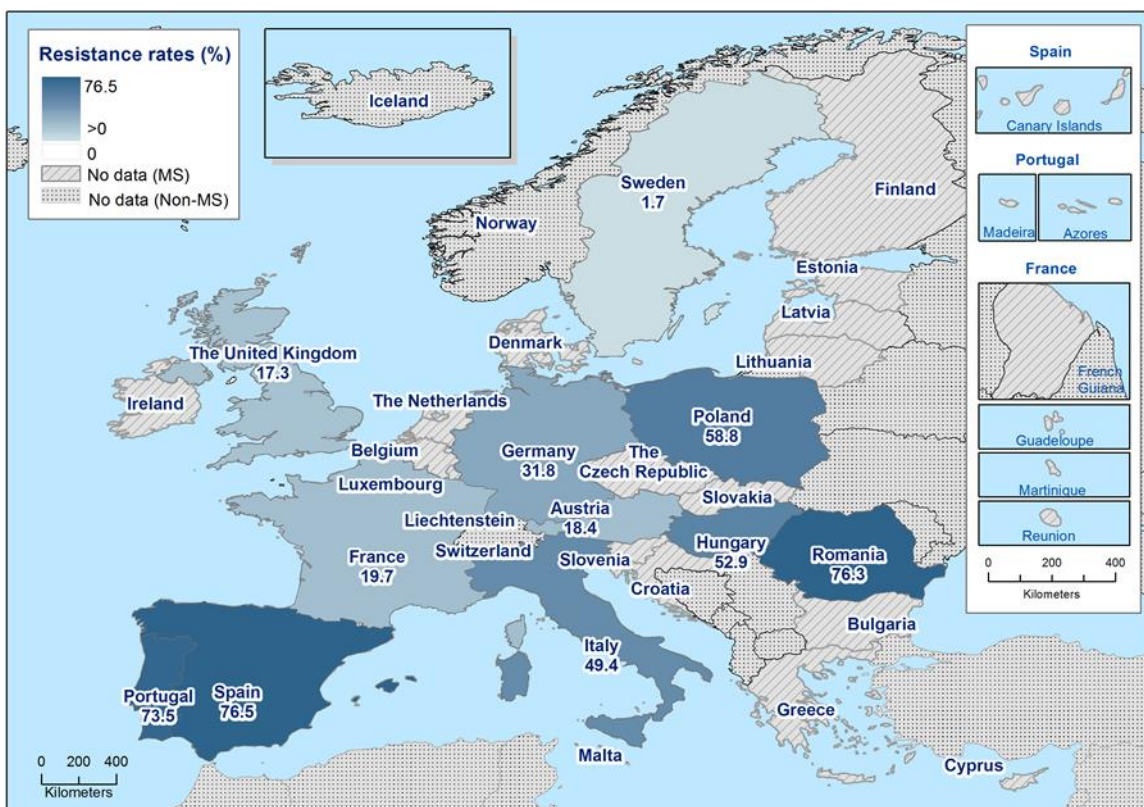 Resistance rates (%)
76.5
>0
0
No data (MS)
No data (Non-MS)
Iceland
Sweden
1.7
Finland
Norway
Estonia
Latvia
Denmark
Lithuania
The United Kingdom
17.3
Ireland
The Netherlands
Poland
58.8
Belgium
Germany
31.8
The
Czech Republic
Luxembourg
Slovakia
Austria
18.4
Liechtenstein
Switzerland
Slovenia
Hungary
52.9
Romania
76.3
France
19.7
Croatia
Bulgaria
Italy
49.4
Portugal
73.5
Spain
76.5
Greece
Malta
Cyprus
0 200 400
Kilometers
Spain
Canary Islands
Portugal
Madeira
Azores
France
French
Guiana
Guadeloupe
Martinique
Reunion
0 200 400
Kilometers